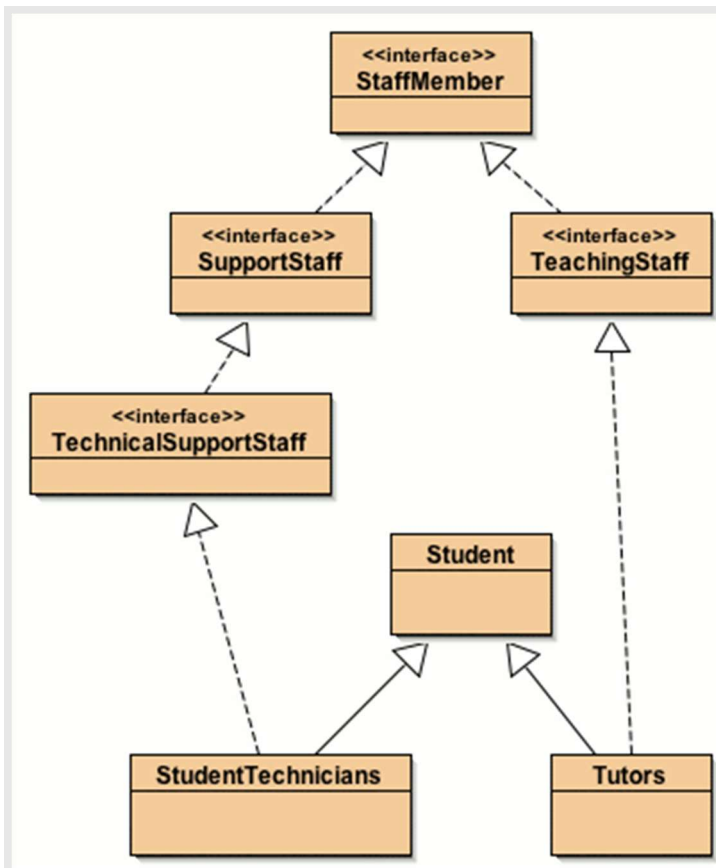 <<interface>>
StaffMember
<<interface>>
SupportStaff
<<interface>>
TeachingStaff
<<interface>>
TechnicalSupportStaff
Student
StudentTechnicians
Tutors